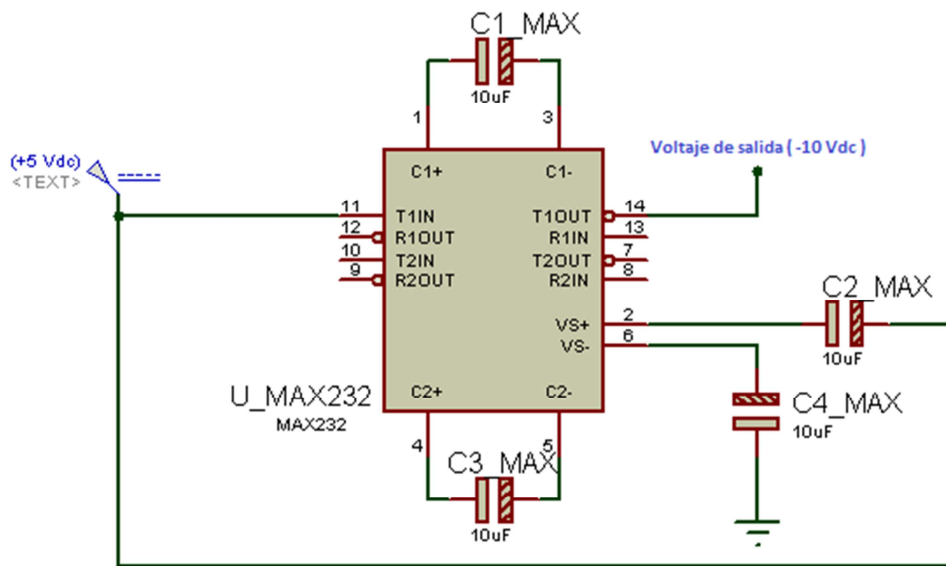 C1_MAX
10uF
1
3
Voltaje de salida ( -10 Vdc )
(+5 Vdc)
<TEXT>
C1+
C1-
11
T1IN
T1OUT
14
12
R1OUT
R1IN
13
10
T2IN
T2OUT
7
9
R2OUT
R2IN
8
C2_MAX
VS+
2
VS-
6
10uF
U_MAX232
MAX232
C2+
C2-
C4_MAX
10uF
4
5
C3_MAX
10uF